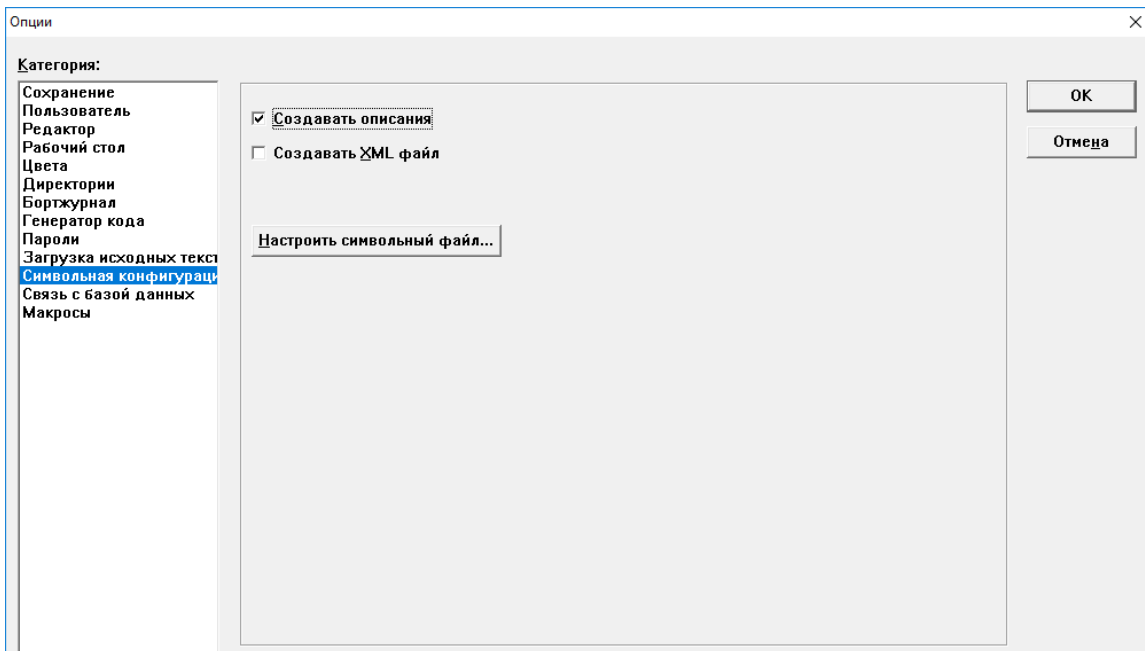 Опции
Категория:
Сохранение
Пользователь
Редактор
Рабочий стол
Цвета
Директории
Бортжурнал
Генератор кода
Пароли
Загрузка исходных текст
Символьная конфигураци
Связь с базой данных
Макросы
Создавать описания
Создавать XML файл
Настроить символьный файл...
OK
Отмена